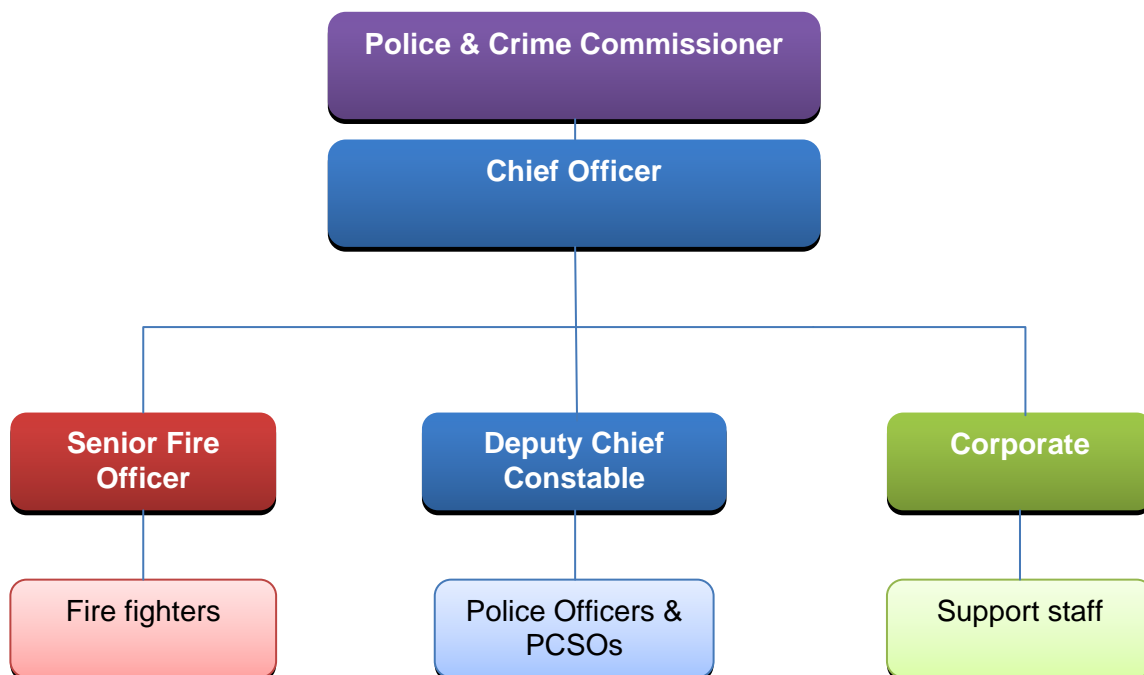 Police & Crime Commissioner
Chief Officer
Senior Fire
Officer
Deputy Chief
Constable
Corporate
Fire fighters
Police Officers &
PCSOs
Support staff